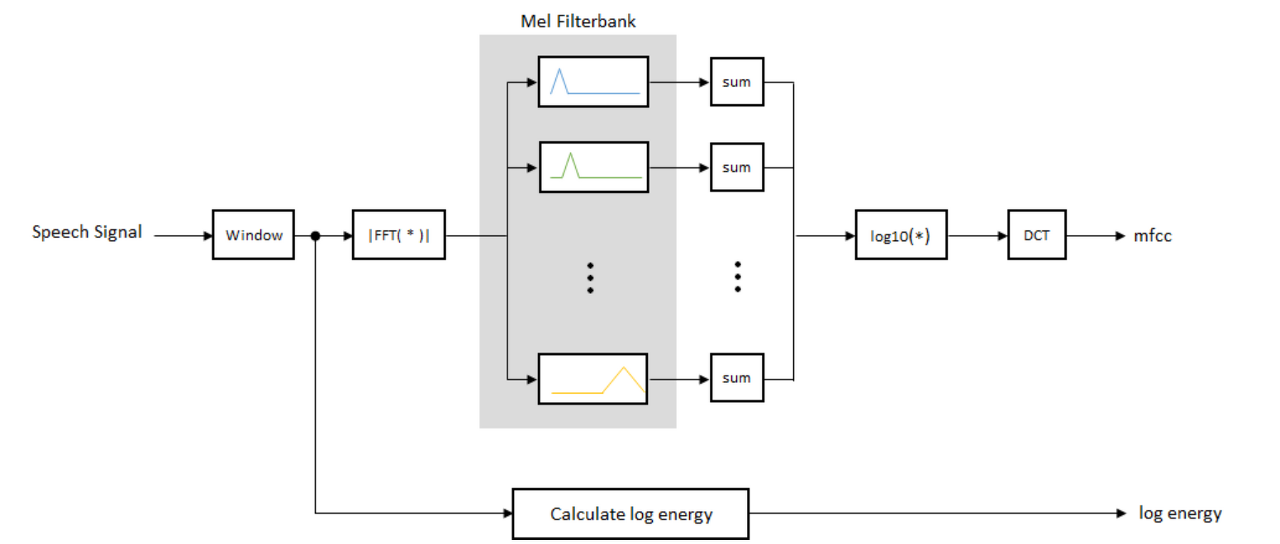 Mel Filterbank
sum
sum
Speech Signal
Window
|FFT( * )|
log10(*)
DCT
mfcc
sum
Calculate log energy
log energy